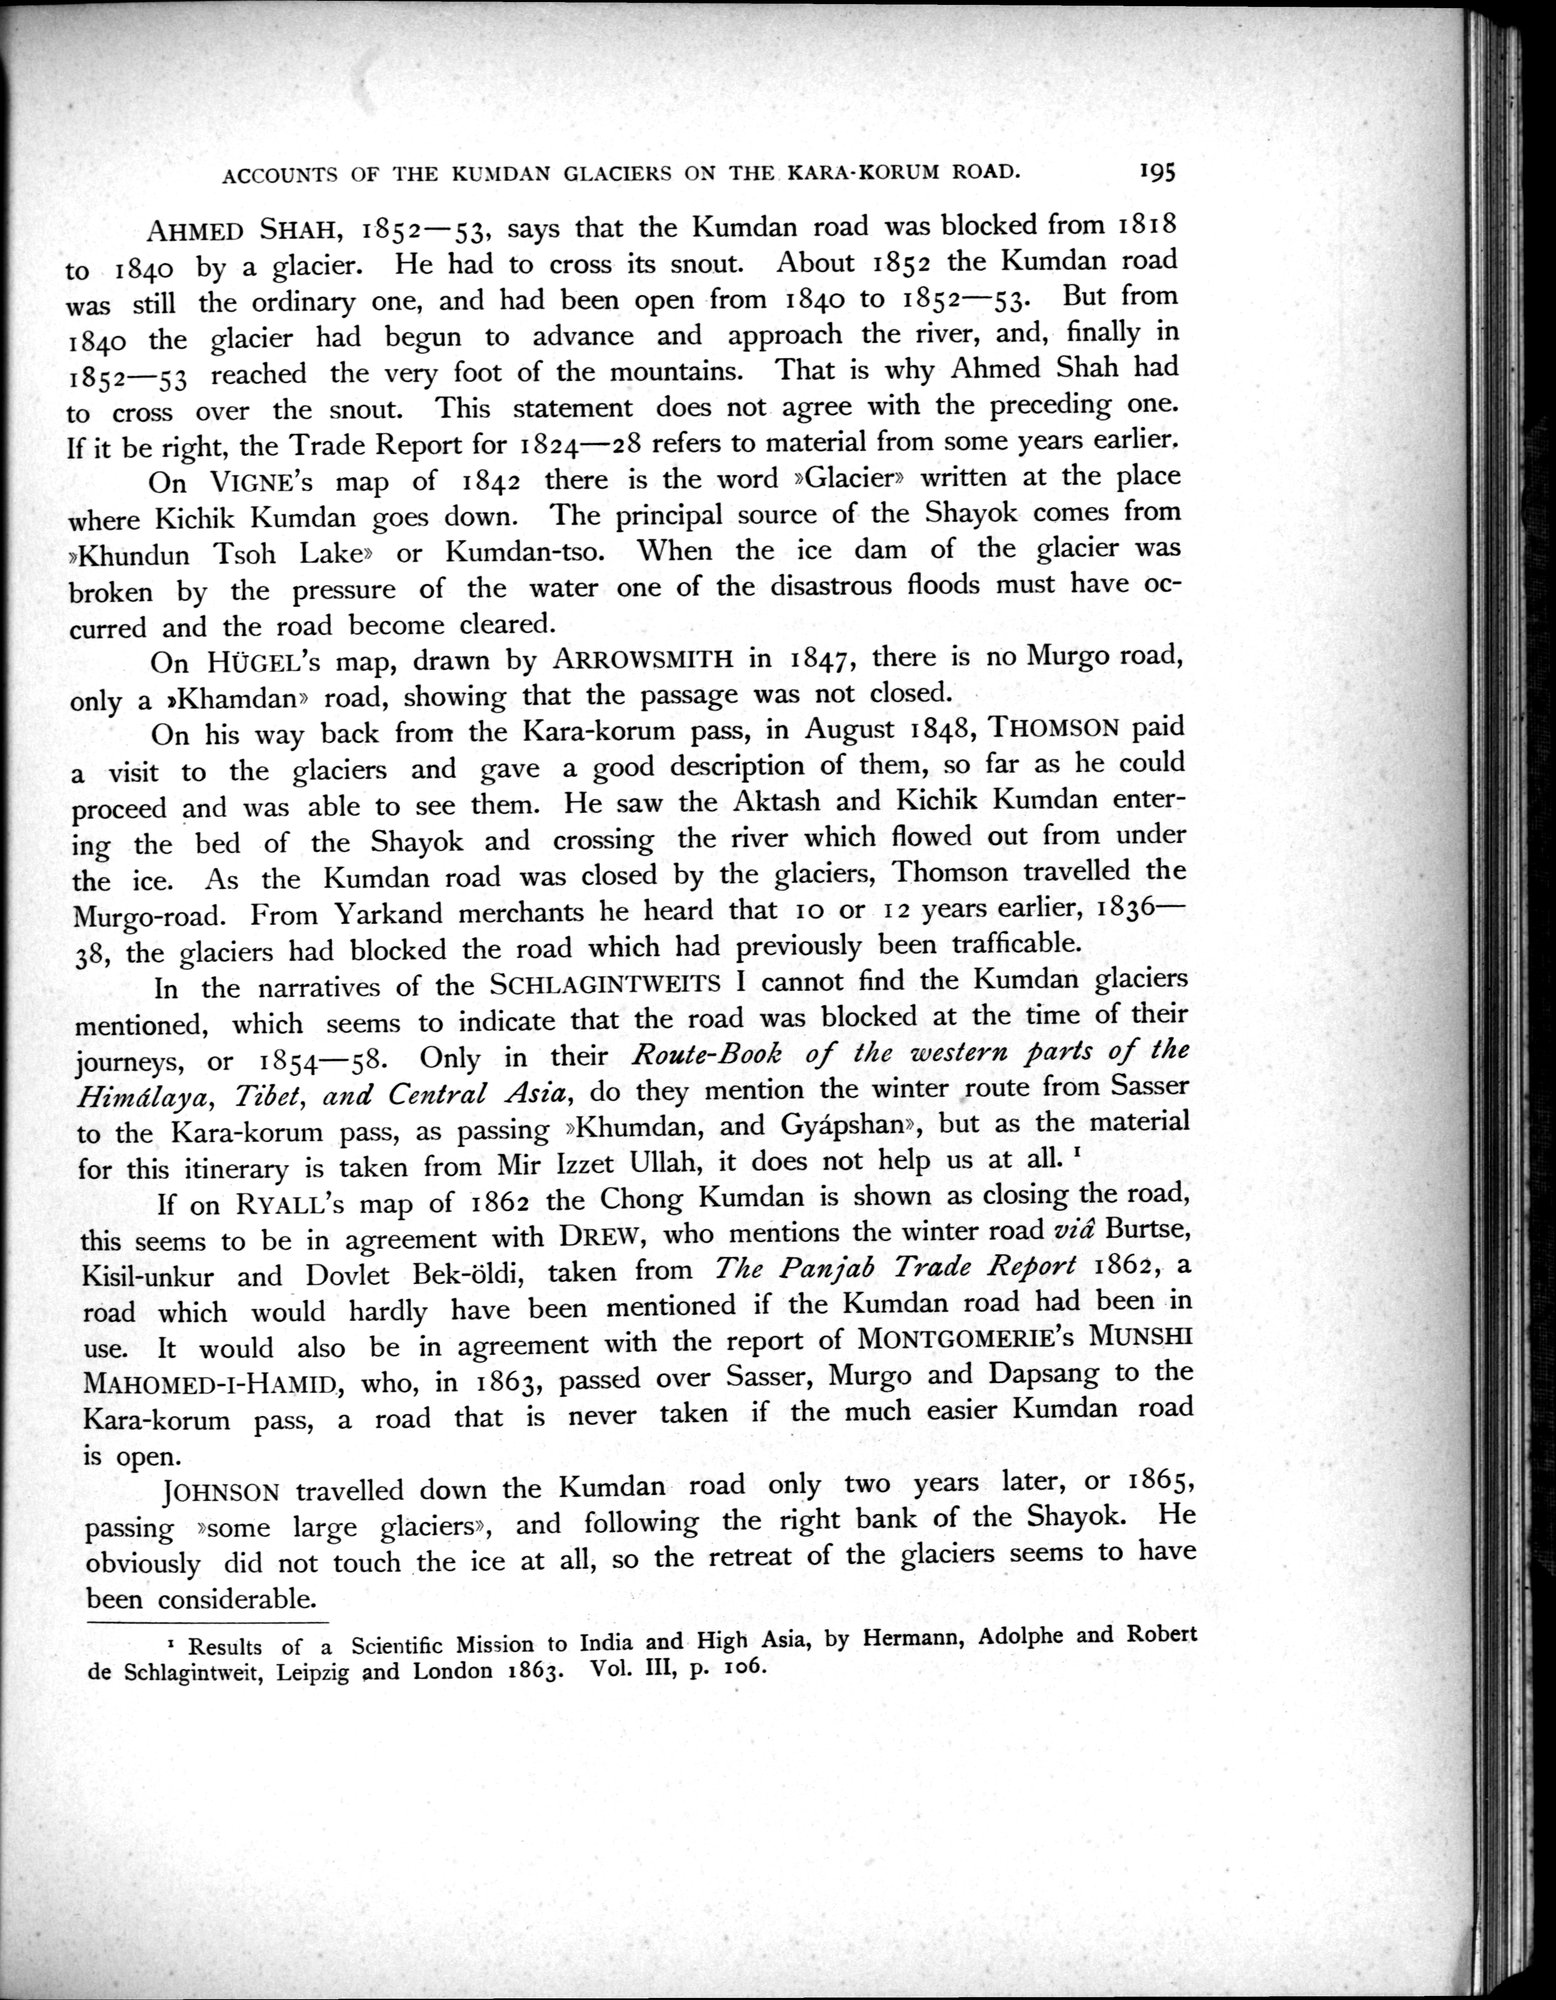 ACCOUNTS OF THE KUMDAN GLACIERS ON THE KARA-KORUM ROAD. 195
AHMED SHAH, 1852—53, says that the Kumdan road was blocked from 1818
to 1840 by a glacier. He had to cross its snout. About 1852 the Kumdan road
was still the ordinary one, and had been open from 1840 to 1852—53. But from
1840 the glacier had begun to advance and approach the river, and, finally in
1852—53 reached the very foot of the mountains. That is why Ahmed Shah had
to cross over the snout. This statement does not agree with the preceding one.
If it be right, the Trade Report for 1824—28 refers to material from some years earlier.
On VIGNE's map of 1842 there is the word »Glacier» written at the place
where Kichik Kumdan goes down. The principal source of the Shayok comes from
»Khundun Tsoh Lake» or Kumdan-tso. When the ice dam of the glacier was
broken by the pressure of the water one of the disastrous floods must have oc-
curred and the road become cleared.
On HÜGEL's map, drawn by ARROWSMITH in 1847, there is no Murgo road,
only a »Khamdan» road, showing that the passage was not closed.
On his way back from the Kara-korum pass, in August 1848, THOMSON paid
a visit to the glaciers and gave a good description of them, so far as he could
proceed and was able to see them. He saw the Aktash and Kichik Kumdan enter-
ing the bed of the Shayok and crossing the river which flowed out from under
the ice. As the Kumdan road was closed by the glaciers, Thomson travelled the
Murgo-road. From Yarkand merchants he heard that 10 or 12 years earlier, 1836—
38, the glaciers had blocked the road which had previously been trafficable.
In the narratives of the SCHLAGINTWEITS I cannot find the Kumdan glaciers
mentioned, which seems to indicate that the road was blocked at the time of their
journeys, or 1854—58. Only in their Route-Book of the western parts of the
Himálaya, Tibet, and Central Asia, do they mention the winter route from Sasser
to the Kara-korum pass, as passing »Khumdan, and Gyápshan», but as the material
for this itinerary is taken from Mir Izzet Ullah, it does not help us at all. 1
If on RYALL's map of 1862 the Chong Kumdan is shown as closing the road,
this seems to be in agreement with DREW, who mentions the winter road viâ Burtse,
Kisil-unkur and Dovlet Bek-öldi, taken from The Panjab Trade Report 1862, a
road which would hardly have been mentioned if the Kumdan road had been in
use. It would also be in agreement with the report of MONTGOMERIE's MUNSHI
MAHOMED-I-HAMID, who, in 1863, passed over Sasser, Murgo and Dapsang to the
Kara-korum pass, a road that is never taken if the much easier Kumdan road
is open.
JOHNSON travelled down the Kumdan road only two years later, or 1865,
passing »some large glaciers», and following the right bank of the Shayok. He
obviously did not touch the ice at all, so the retreat of the glaciers seems to have
been considerable.
1 Results of a Scientific Mission to India and High Asia, by Hermann, Adolphe and Robert
de Schlagintweit, Leipzig and London 1863. Vol. III, p. 106.